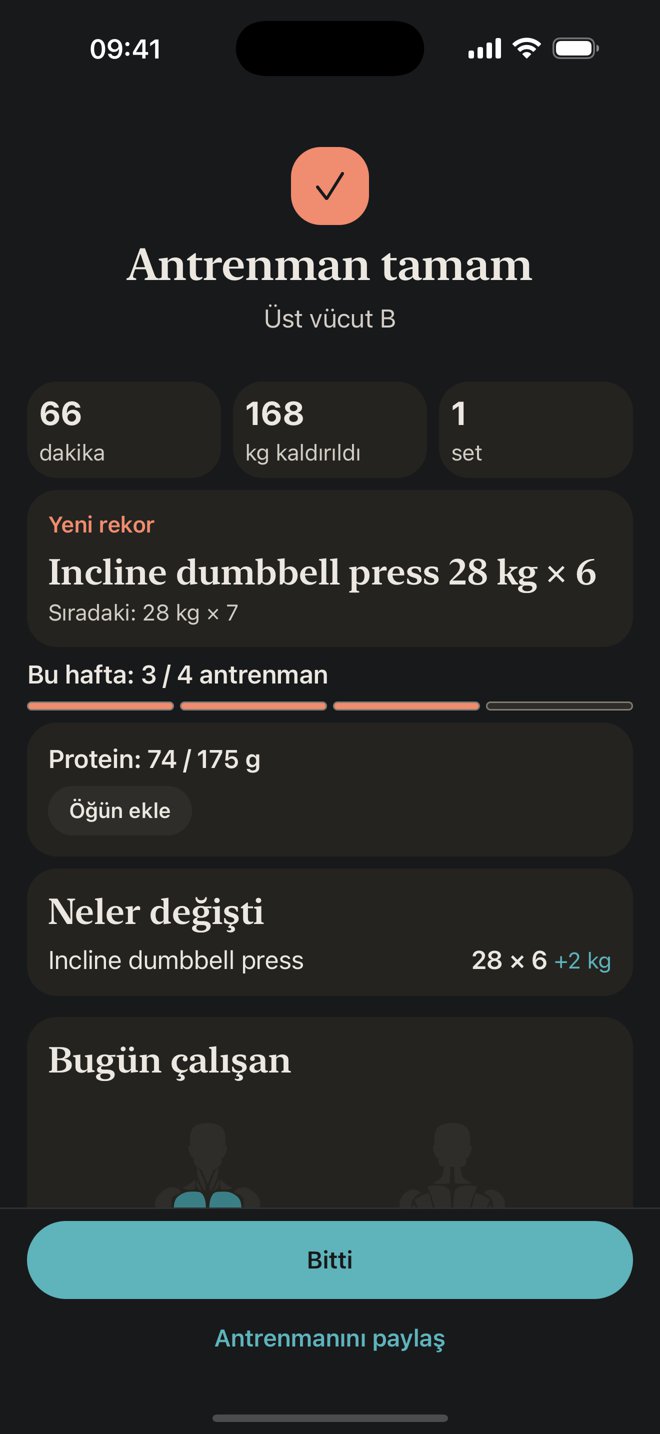 09:41
Antrenman tamam
Üst vücut B
66
dakika
168
kg kaldırıldı
1
set
Yeni rekor
Incline dumbbell press 28 kg × 6
Sıradaki: 28 kg × 7
Bu hafta: 3 / 4 antrenman
Protein: 74 / 175 g
Öğün ekle
Neler değişti
Incline dumbbell press 28 × 6 +2 kg
Bugün çalışan
Bitti
Antrenmanını paylaş